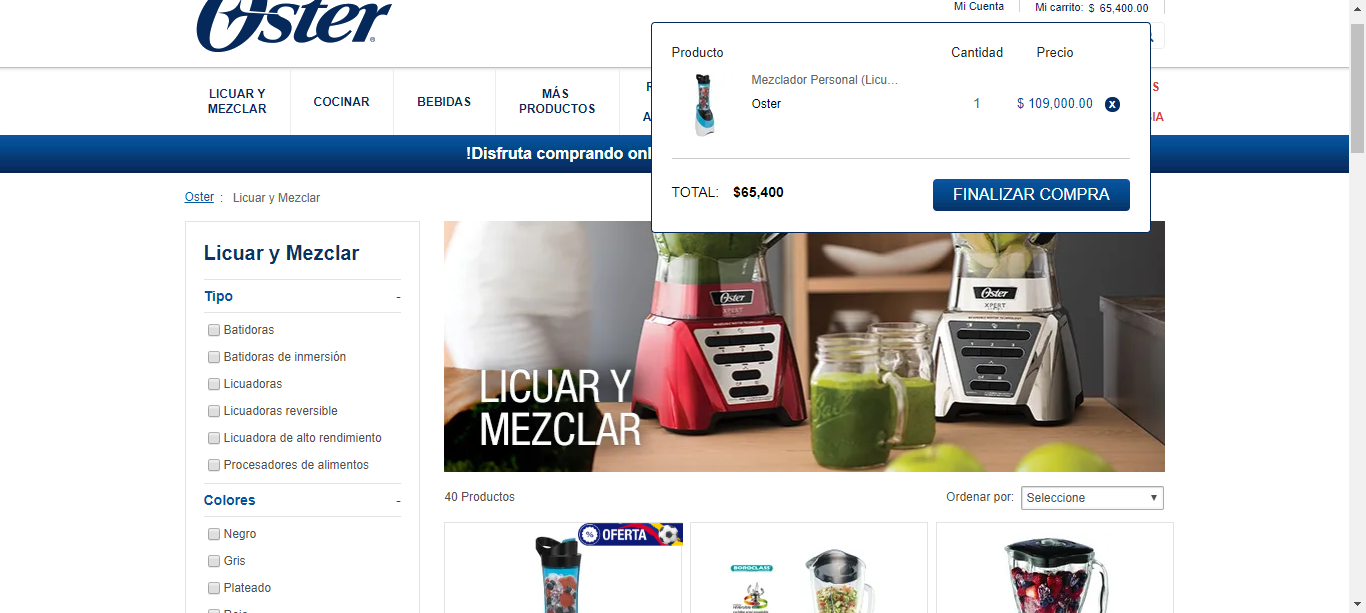 Oster
Mi Cuenta
Mi carrito: $ 65,400.00
Producto
Cantidad
Precio
Mezclador Personal (Licu…
Oster
1
$ 109,000.00
x
TOTAL: $65,400
FINALIZAR COMPRA
LICUAR Y
MEZCLAR
COCINAR
BEBIDAS
MÁS
PRODUCTOS
!Disfruta comprando onl
Oster : Licuar y Mezclar
Licuar y Mezclar
Tipo -
Batidoras
Batidoras de inmersión
Licuadoras
Licuadoras reversible
Licuadora de alto rendimiento
Procesadores de alimentos
Colores -
Negro
Gris
Plateado
Oster
XPERT
Oster
XPERT
LICUAR Y
MEZCLAR
40 Productos
Ordenar por: Seleccione
% OFERTA
BOROCLASS